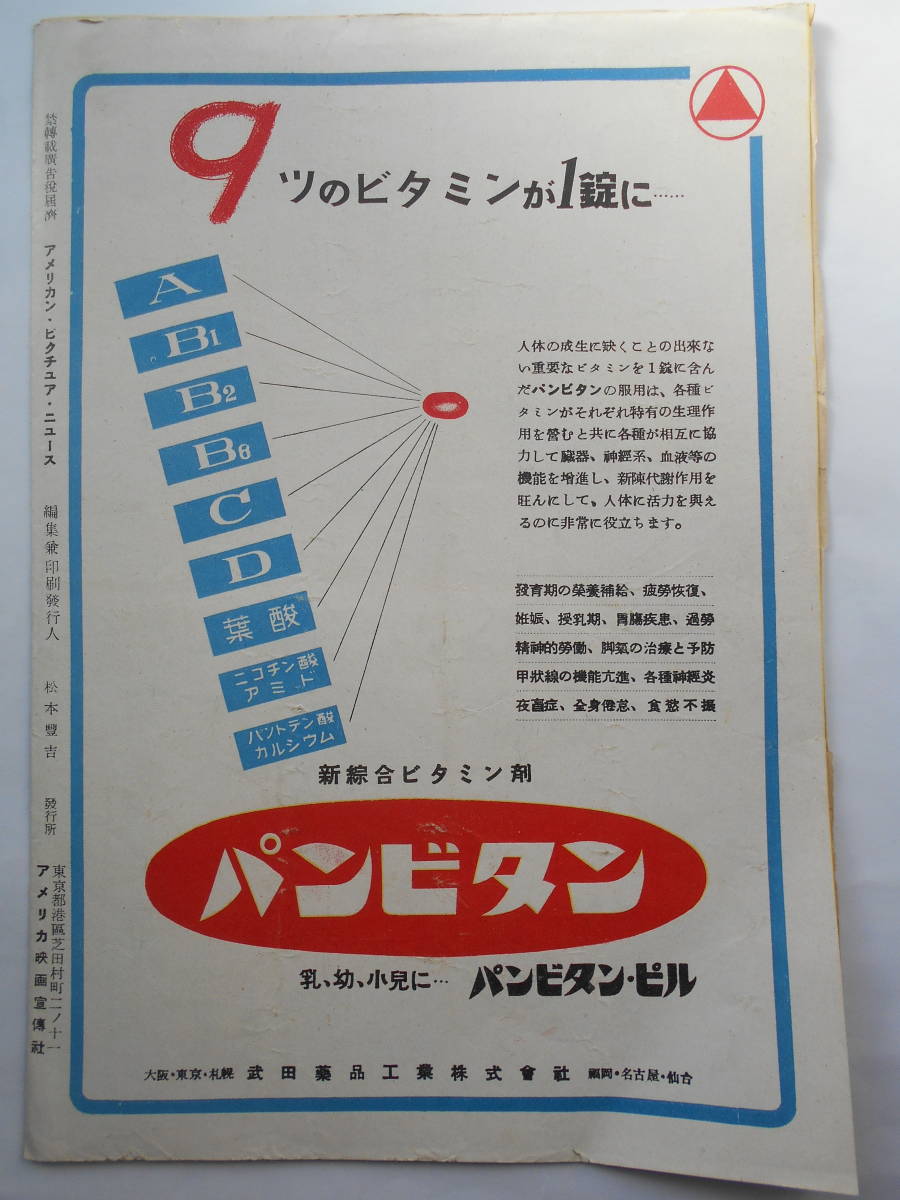 9ツのビタミンが1錠に……
A
B1
B2
B6
C
D
葉酸
ニコチン酸
アミド
パントテン酸
カルシウム
人体の成生に缺くことの出來な
い重要なビタミンを1錠に含ん
だパンビタンの服用は、各種ビ
タミンがそれぞれ特有の生理作
用を營むと共に各種が相互に協
力して臓器、神經系、血液等の
機能を増進し、新陳代謝作用を
旺んにして、人体に活力を與え
るのに非常に役立ちます。
發育期の榮養補給、疲勞恢復、
妊娠、授乳期、胃膓疾患、過勞
精神的勞働、脚氣の治療と予防
甲狀線の機能亢進、各種神經炎
夜盲症、全身倦怠、食慾不振
新綜合ビタミン剤
パンビタン
乳、幼、小兒に… パンビタン・ピル
大阪・東京・札幌 武田藥品工業株式會社 福岡・名古屋・仙台
禁轉載廣告稅屆濟 アメリカン・ピクチュア・ニュース 編集兼印刷發行人 松本豐吉 發行所
東京都港區芝田村町二ノ十一
アメリカ映画宣傳社